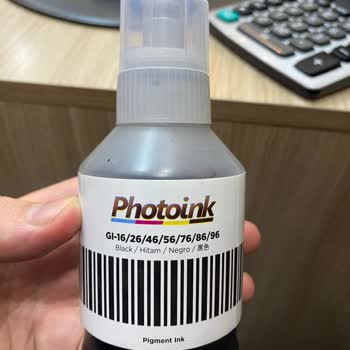 Photoink
GI-16/26/46/56/76/86/96
Black / Hitam / Negro / 黑色
Pigment Ink